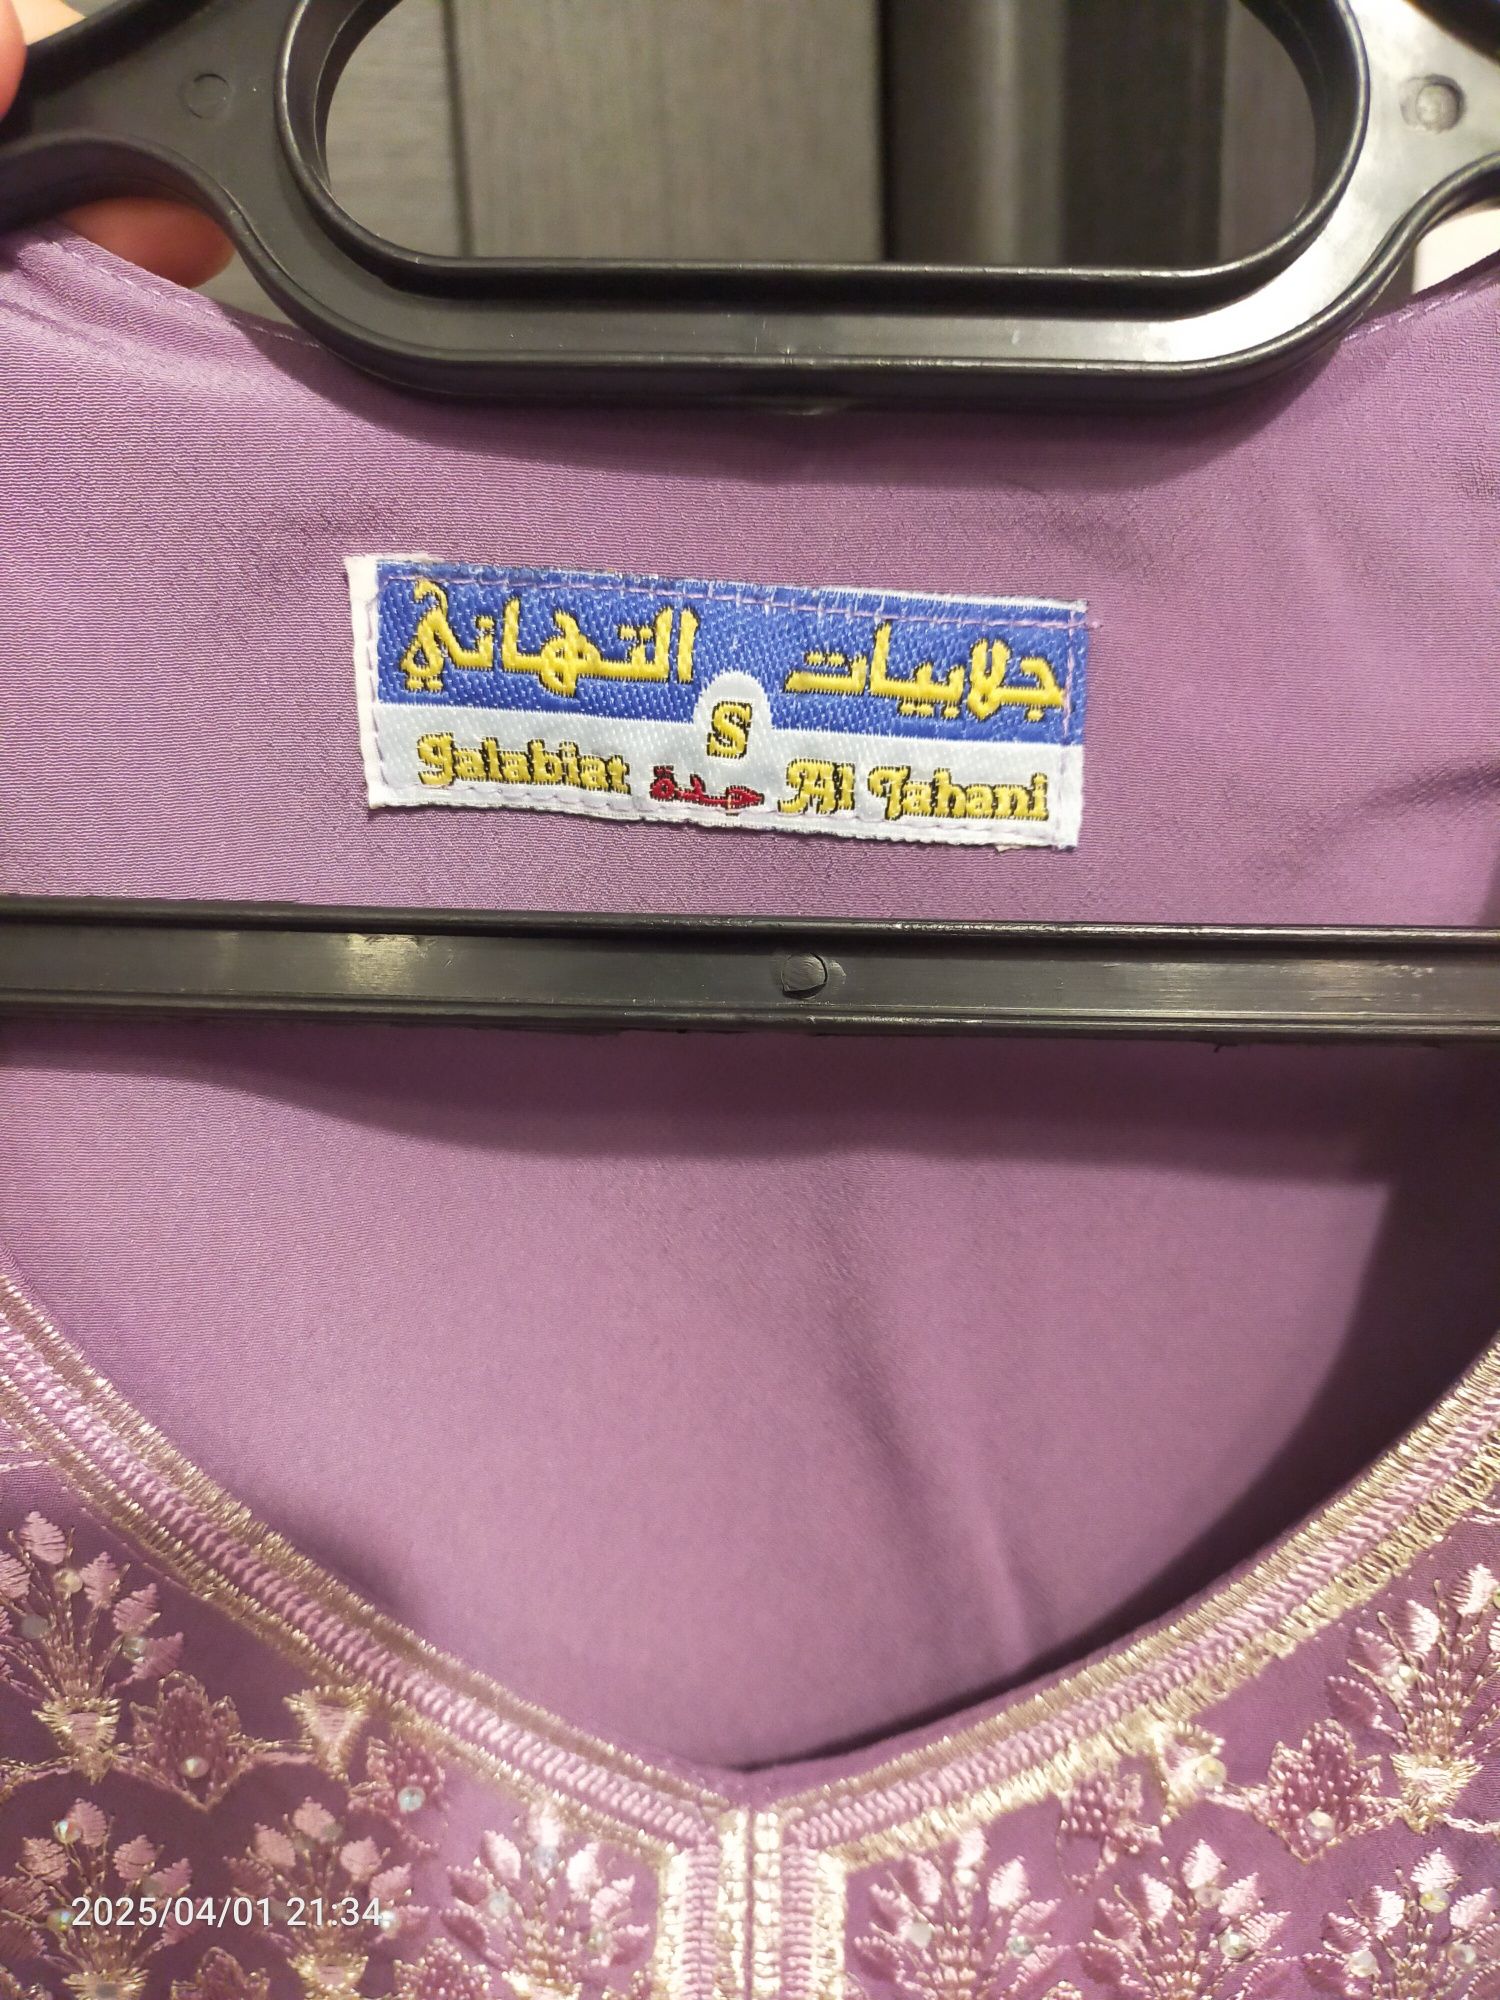 جلابيات التهاني
S
galabiat جدة Al Tahani
2025/04/01 21:34